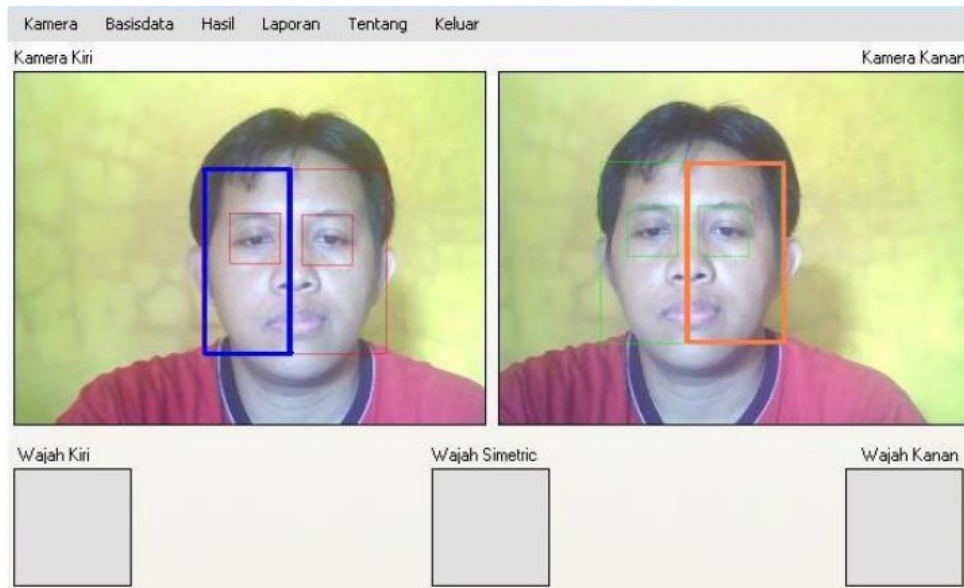 Kamera Basisdata Hasil Laporan Tentang Keluar
Kamera Kiri Kamera Kanan
Wajah Kiri Wajah Simetric Wajah Kanan